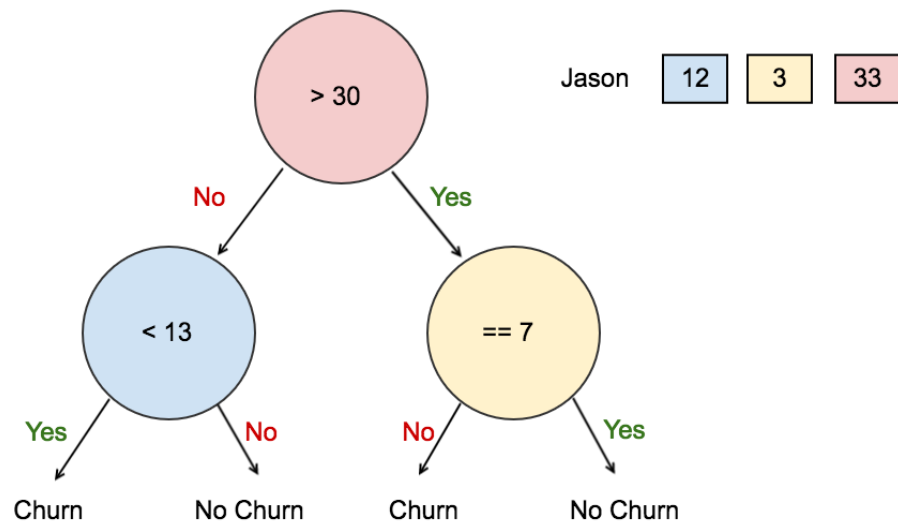 > 30
Jason 12 3 33
No Yes
< 13 == 7
Yes No No Yes
Churn No Churn Churn No Churn